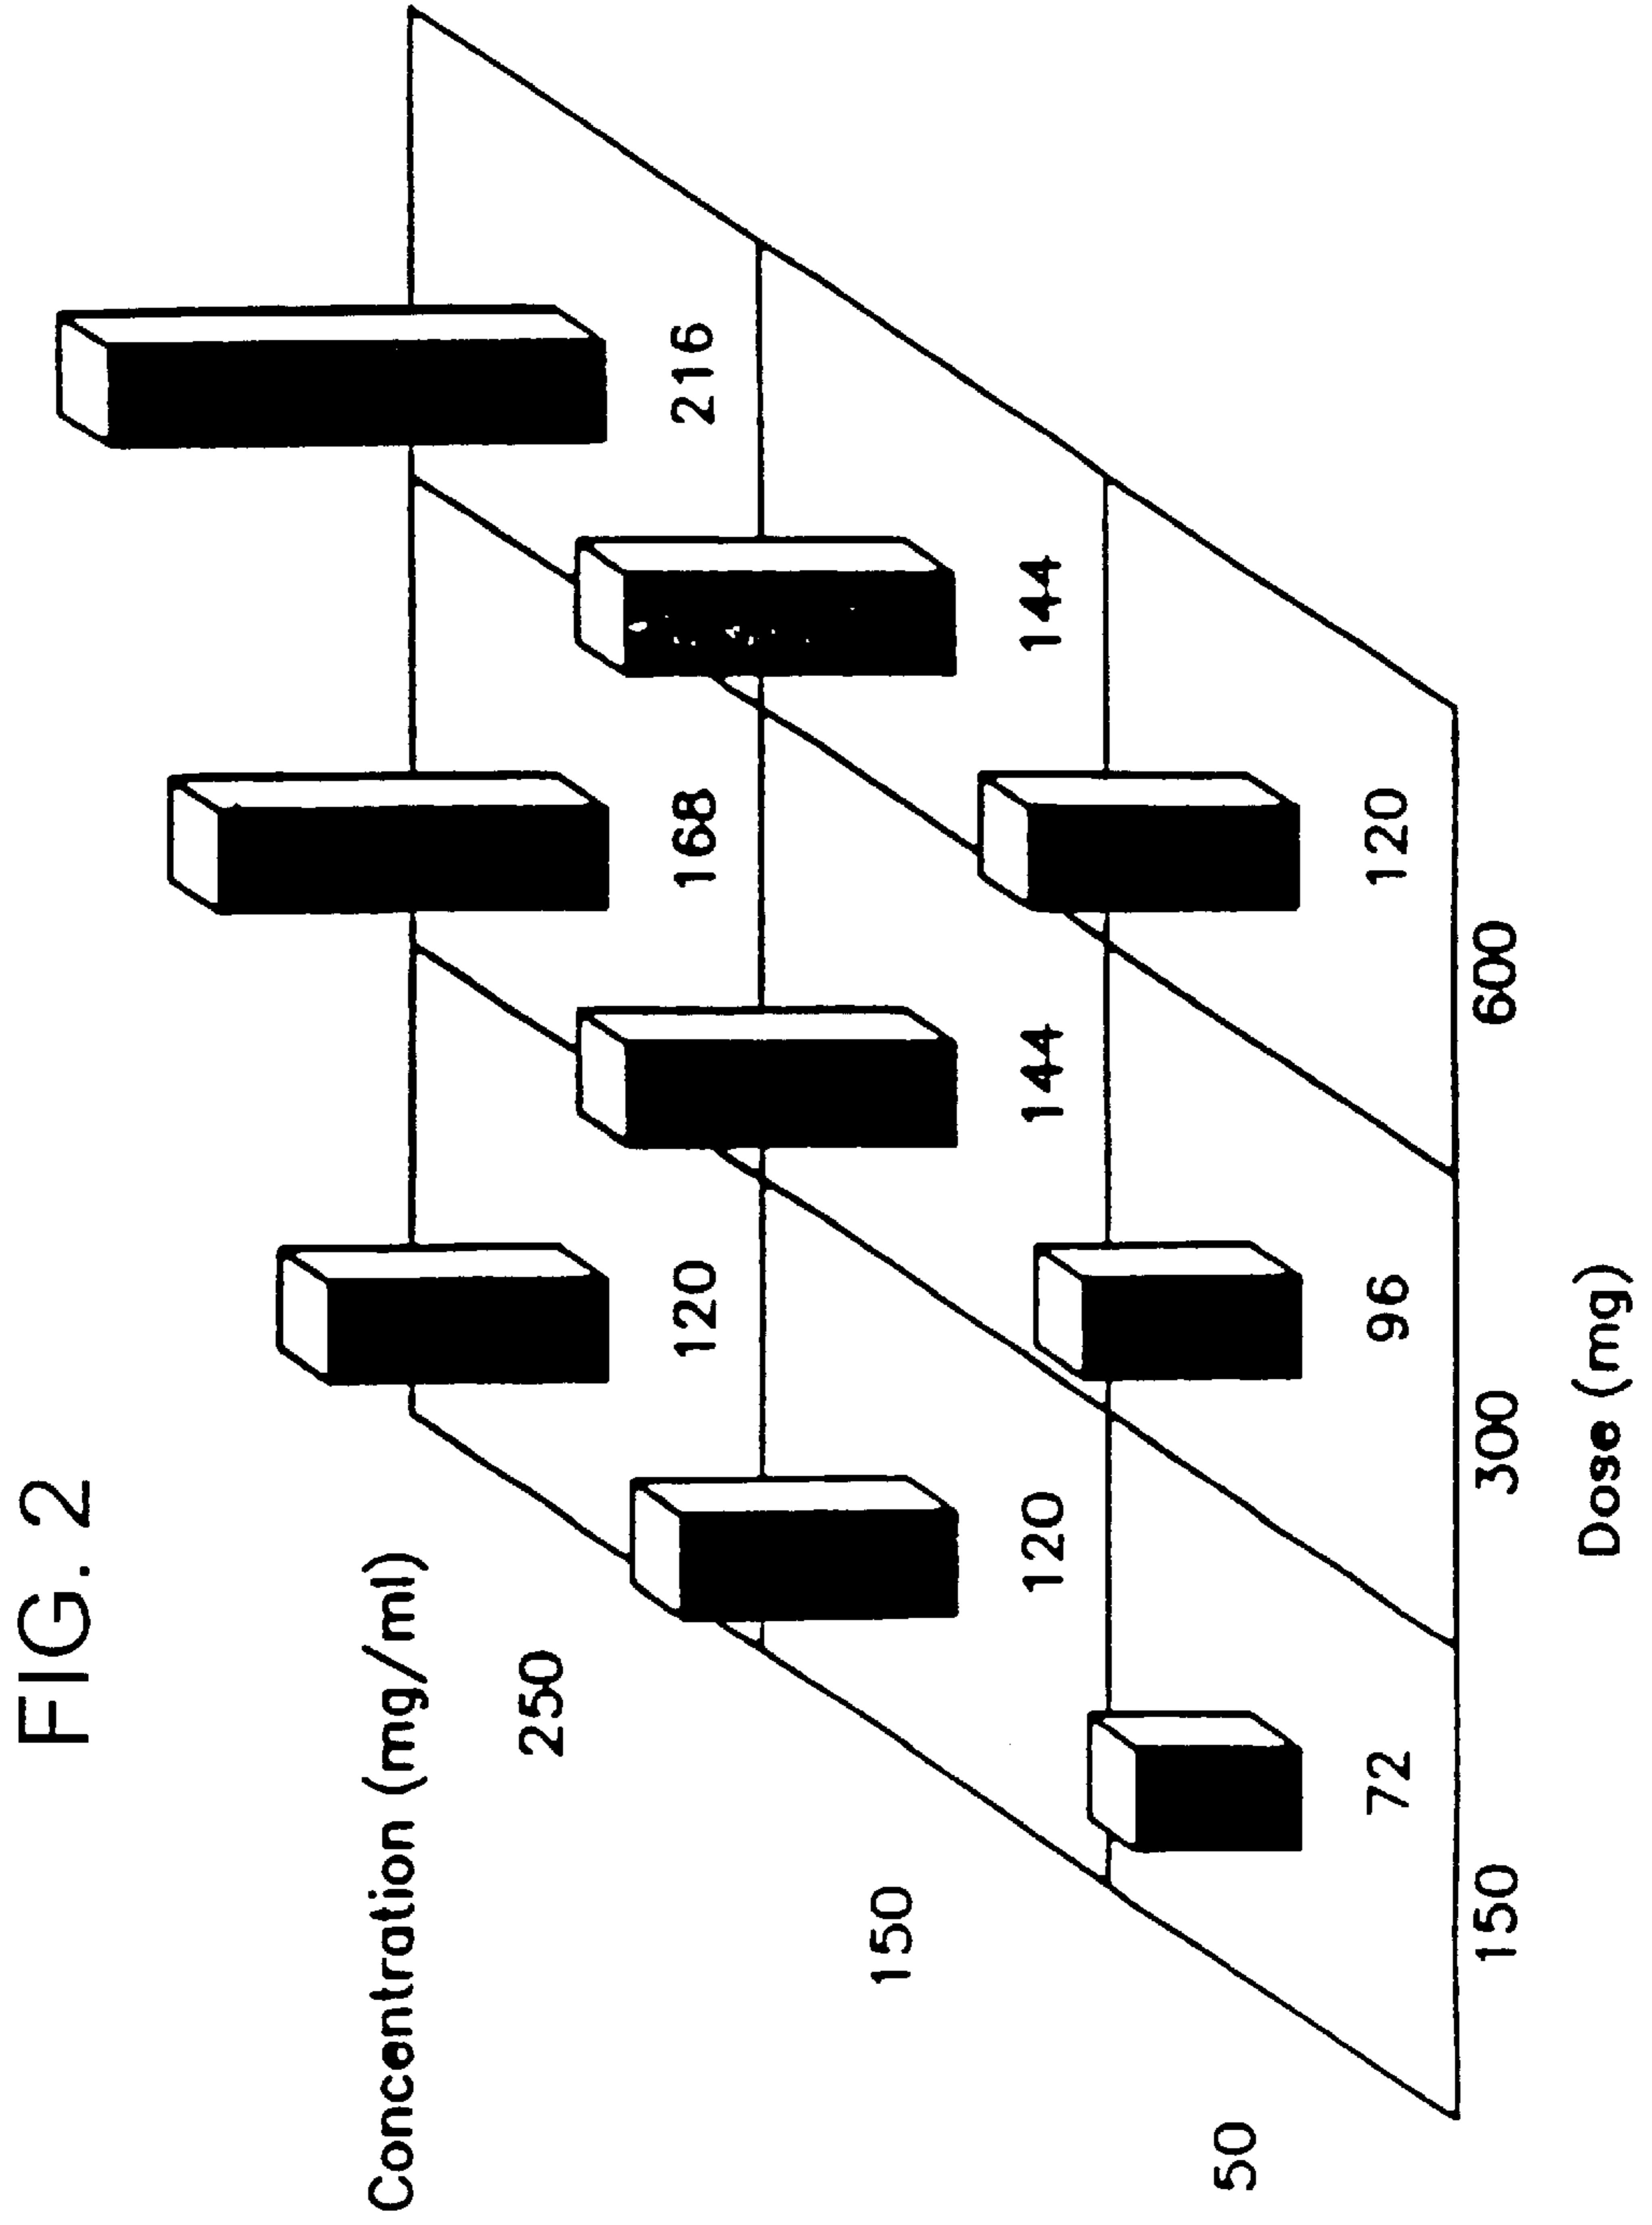 FIG. 2
Concentration (mg/ml)
250
120 168 216
150
120 144 144
50
72 96 120
150 300 600
Dose (mg)